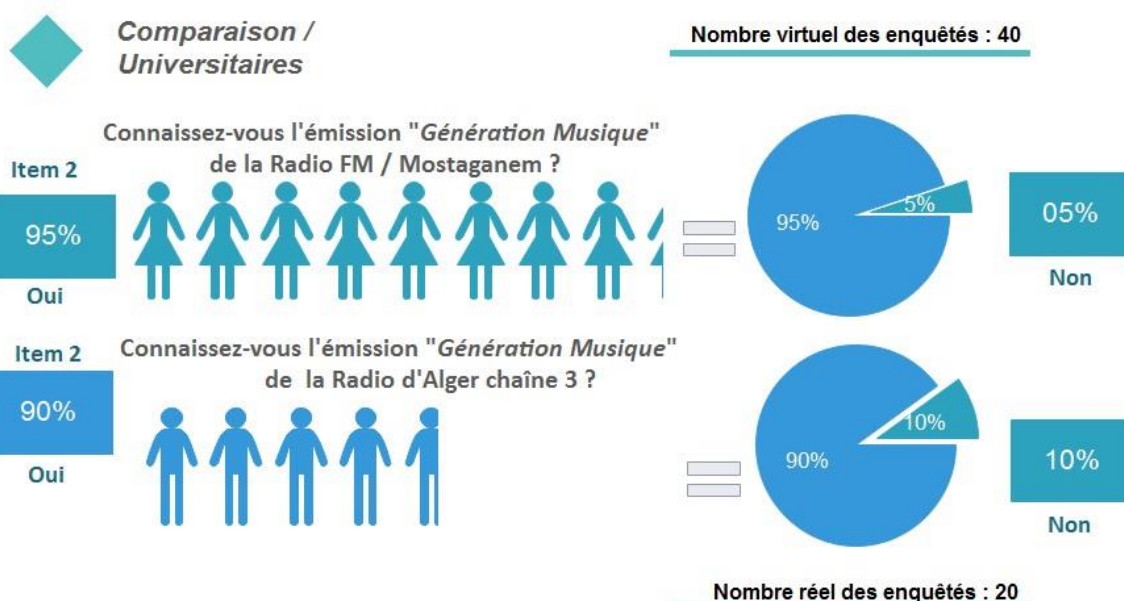 Comparaison /
Universitaires
Nombre virtuel des enquêtés : 40
Connaissez-vous l'émission "Génération Musique"
de la Radio FM / Mostaganem ?
Item 2
95%
Oui
95%
5%
05%
Non
Item 2
Connaissez-vous l'émission "Génération Musique"
de la Radio d'Alger chaîne 3 ?
90%
Oui
90%
10%
10%
Non
Nombre réel des enquêtés : 20